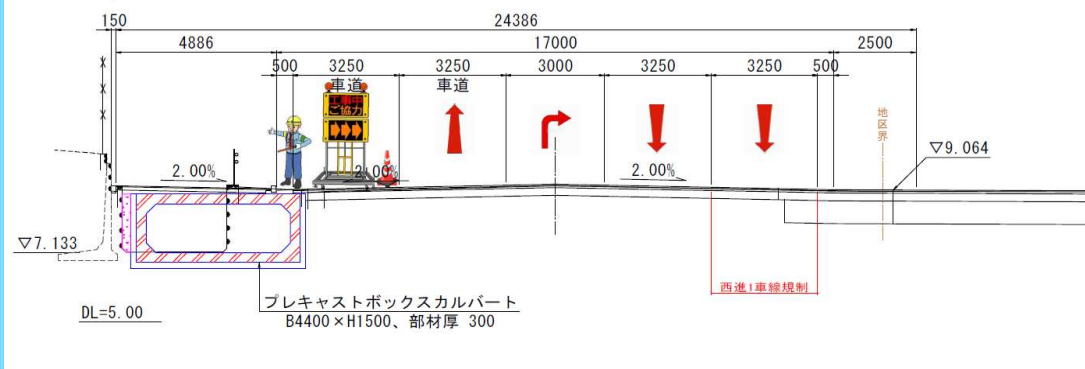 150 24386
4886 17000 2500
500 3250 3250 3000 3250 3250 500
車道 車道
工事中
ご協力
地区界
▽9.064
2.00% 2.00% 2.00%
▽7.133
西進1車線規制
プレキャストボックスカルバート
B4400×H1500、部材厚 300
DL=5.00